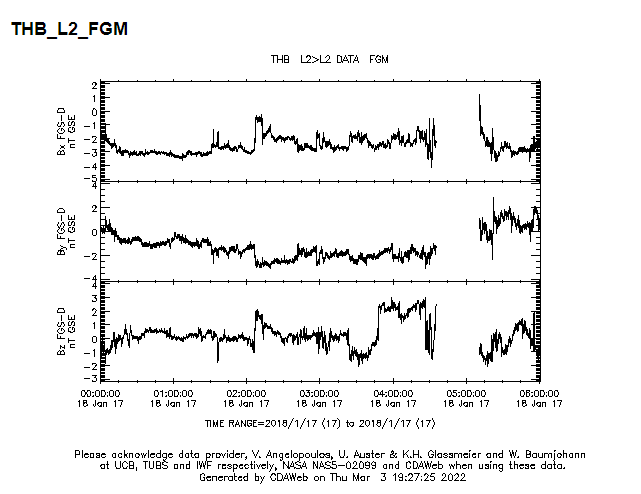 THB_L2_FGM
THB L2>L2 DATA FGM
2
1
0
-1
-2
-3
-4
-5
Bx FGS-D
nT GSE
4
2
0
-2
-4
By FGS-D
nT GSE
4
3
2
1
0
-1
-2
-3
Bz FGS-D
nT GSE
00:00:00 01:00:00 02:00:00 03:00:00 04:00:00 05:00:00 06:00:00
18 Jan 17 18 Jan 17 18 Jan 17 18 Jan 17 18 Jan 17 18 Jan 17 18 Jan 17
TIME RANGE=2018/1/17 (17) to 2018/1/17 (17)
Please acknowledge data provider, V. Angelopoulos, U. Auster & K.H. Glassmeier and W. Baumjohann
at UCB, TUBS and IWF respectively, NASA NAS5-02099 and CDAWeb when using these data.
Generated by CDAWeb on Thu Mar 3 19:27:25 2022